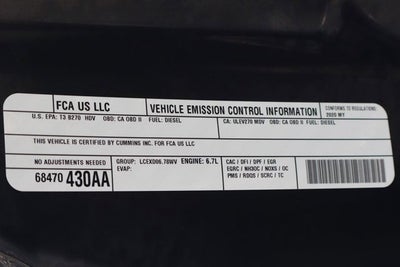 FCA US LLC
VEHICLE EMISSION CONTROL INFORMATION
CONFORMS TO REGULATIONS:
2020 MY
U.S. EPA: T3 B270 HDV OBD: CA OBD II FUEL: DIESEL
CA: ULEV270 MDV OBD: CA OBD II FUEL: DIESEL
THIS VEHICLE IS CERTIFIED BY CUMMINS INC. FOR FCA US LLC
NO ADJUSTMENTS NEEDED
68470 430AA
GROUP: LCEXD06.78WV ENGINE: 6.7L
EVAP:
CAC / DFI / DPF / EGR
EGRC / NH3OC / NOXS / OC
PMS / RDQS / SCRC / TC